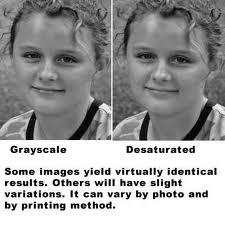 Grayscale Desaturated
Some images yield virtually identical
results. Others will have slight
variations. It can vary by photo and
by printing method.